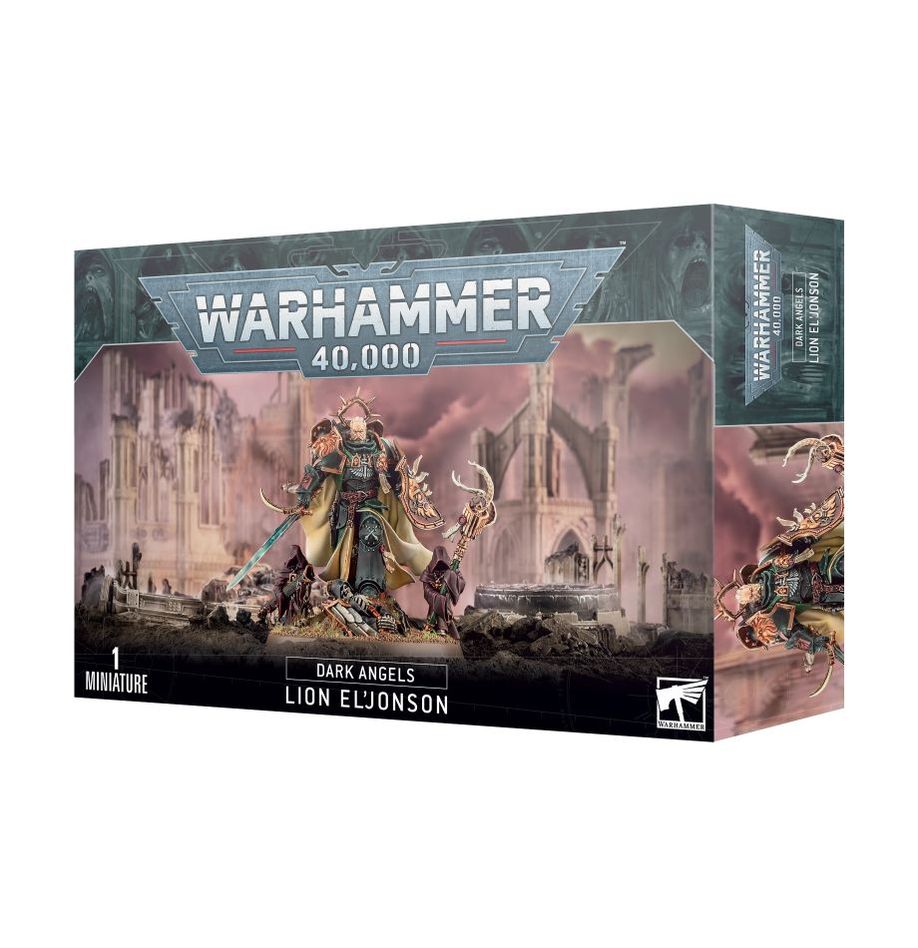 WARHAMMER
40,000
™
1
MINIATURE
DARK ANGELS
LION EL'JONSON
WARHAMMER
WARHAMMER
40,000
DARK ANGELS
LION EL'JONSON